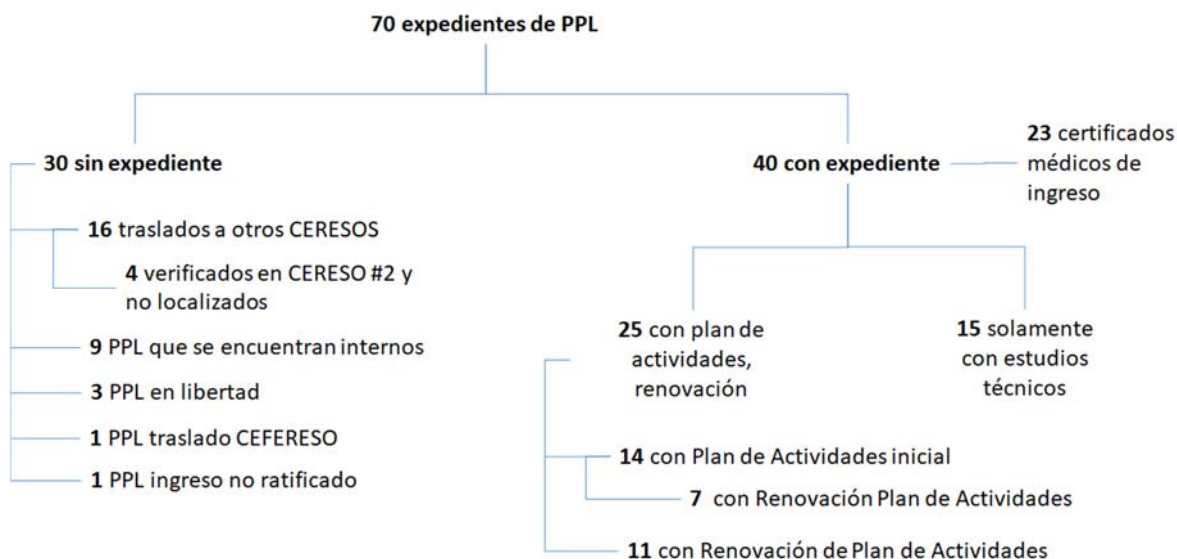 70 expedientes de PPL
30 sin expediente
16 traslados a otros CERESOS
4 verificados en CERESO #2 y
no localizados
9 PPL que se encuentran internos
3 PPL en libertad
1 PPL traslado CEFERESO
1 PPL ingreso no ratificado
40 con expediente
23 certificados
médicos de
ingreso
25 con plan de
actividades,
renovación
15 solamente
con estudios
técnicos
14 con Plan de Actividades inicial
7 con Renovación Plan de Actividades
11 con Renovación de Plan de Actividades